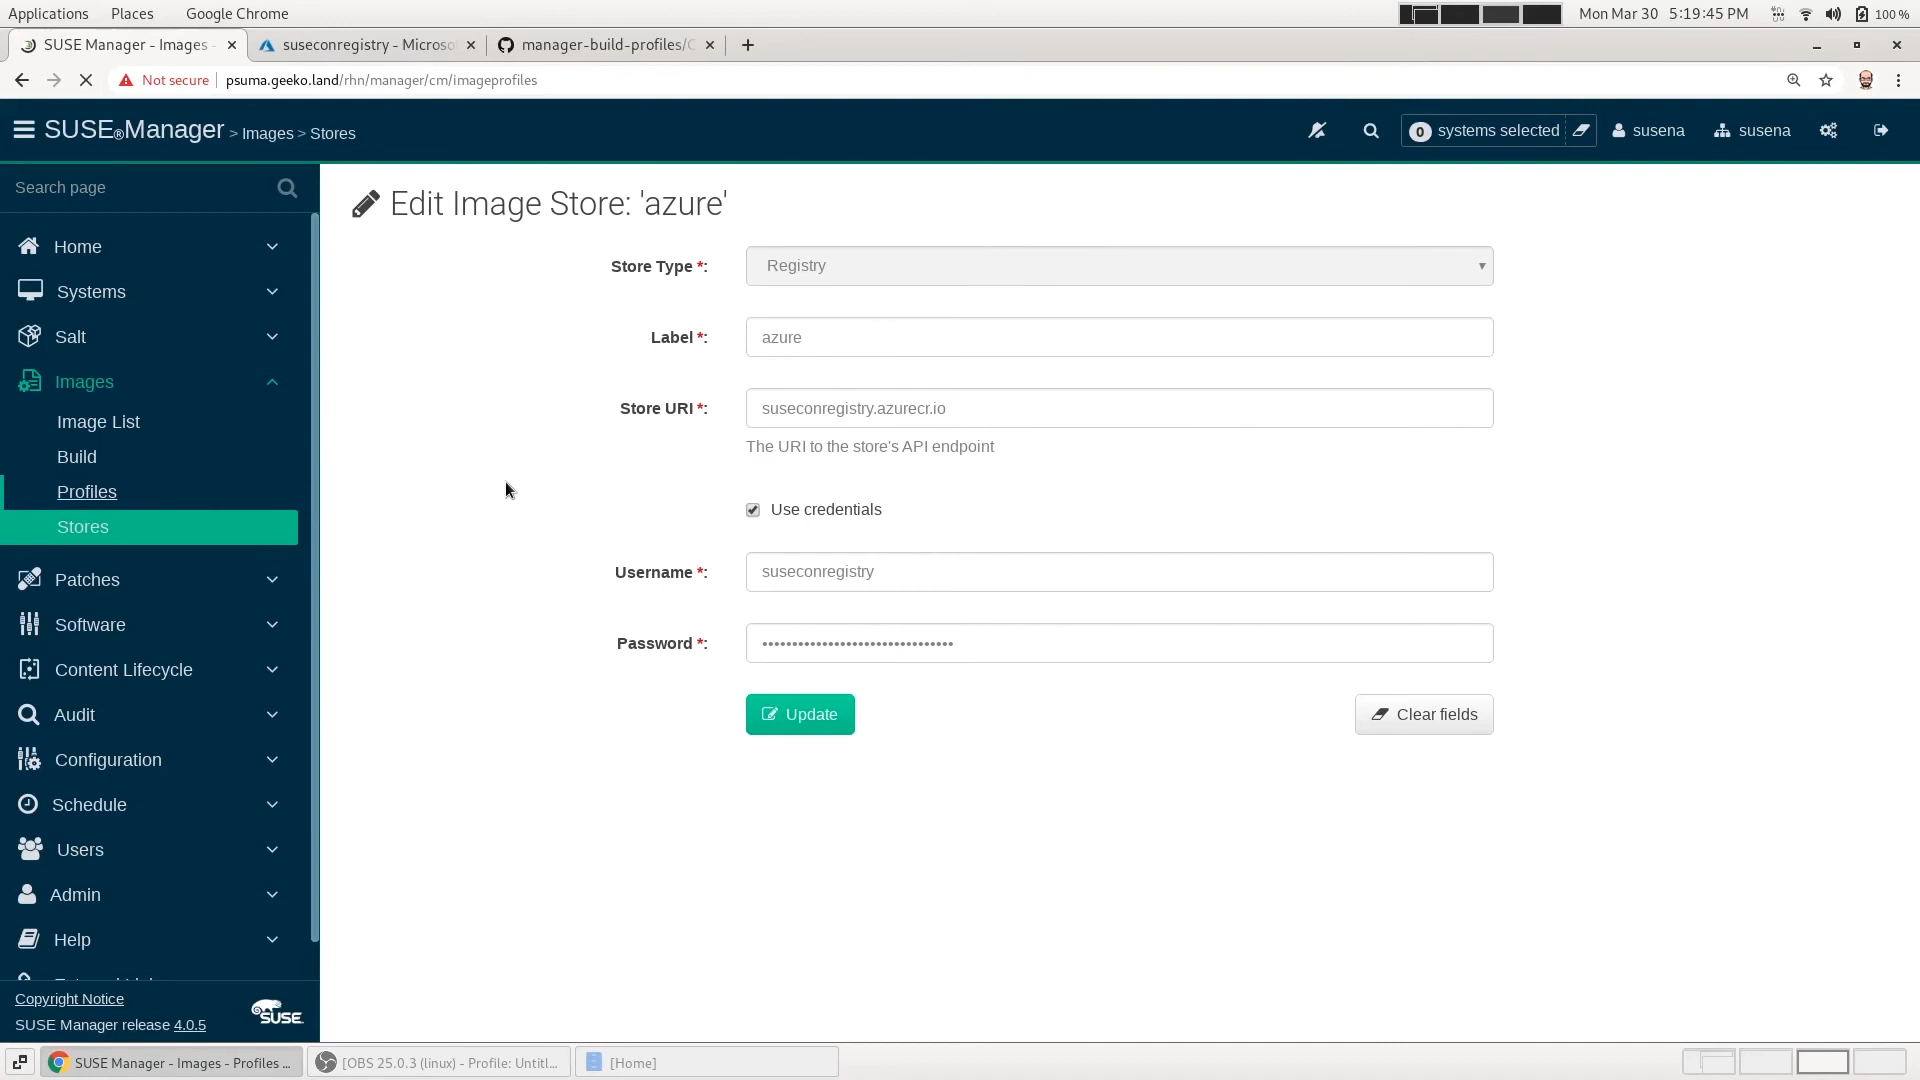 Applications Places Google Chrome Mon Mar 30 5:19:45 PM 100 %
SUSE Manager - Images - suseconregistry - Microso manager-build-profiles/C
Not secure psuma.geeko.land/rhn/manager/cm/imageprofiles
SUSE®Manager > Images > Stores 0 systems selected susena susena
Search page
Edit Image Store: 'azure'
Home
Systems
Salt
Images
Image List
Build
Profiles
Stores
Patches
Software
Content Lifecycle
Audit
Configuration
Schedule
Users
Admin
Help
Copyright Notice
SUSE Manager release 4.0.5
SUSE
Store Type *: Registry
Label *: azure
Store URI *: suseconregistry.azurecr.io
The URI to the store's API endpoint
Use credentials
Username *: suseconregistry
Password *: ••••••••••••••••••••••••••••••••
Update Clear fields
SUSE Manager - Images - Profiles ... [OBS 25.0.3 (linux) - Profile: Untitl... [Home]